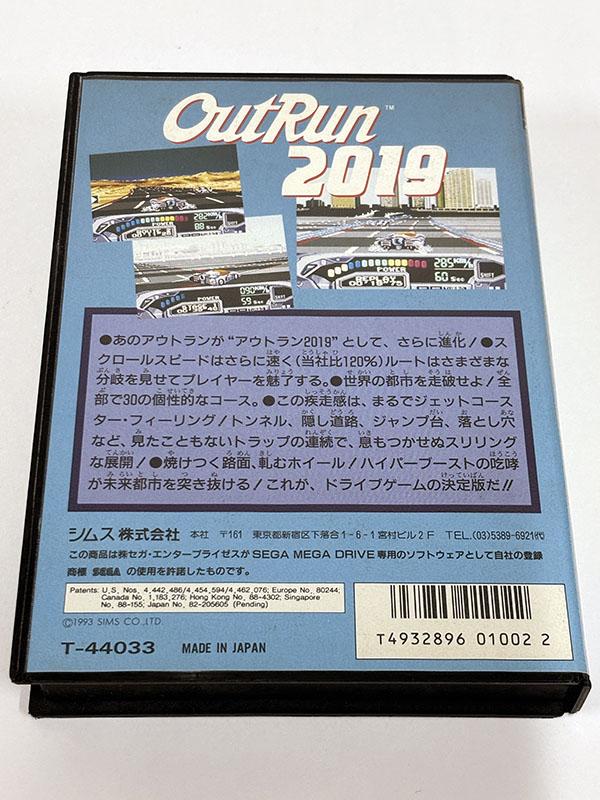 OutRun™
2019
●あのアウトランが“アウトラン2019”として、さらに進化!●ス
クロールスピードはさらに速く(当社比120%)ルートはさまざまな
分岐を見せてプレイヤーを魅了する。●世界の都市を走破せよ!全
部で30の個性的なコース。●この疾走感は、まるでジェットコース
ター・フィーリング!トンネル、隠し道路、ジャンプ台、落とし穴
など、見たこともないトラップの連続で、息もつかせぬスリリング
な展開!●焼けつく路面、軋むホイール!ハイパーブーストの咆哮
が未来都市を突き抜ける!これが、ドライブゲームの決定版だ!!
シムス株式会社 本社 〒161 東京都新宿区下落合1-6-1宮村ビル2F TEL.(03)5389-6921㈹
この商品は㈱セガ・エンタープライゼスがSEGA MEGA DRIVE専用のソフトウェアとして自社の登録
商標 SEGA の使用を許諾したものです。
Patents: U.S. Nos. 4,442,486/4,454,594/4,462,076; Europe No. 80244;
Canada No. 1,183,276; Hong Kong No. 88-4302; Singapore
No. 88-155; Japan No. 82-205605 (Pending)
©1993 SIMS CO.,LTD.
T-44033 MADE IN JAPAN
T4932896 01002 2
282KM/h
88 Sec
POWER
090KM/h
59 Sec
POWER
285KM/h
REPLAY
60 Sec
SHIFT
POWER